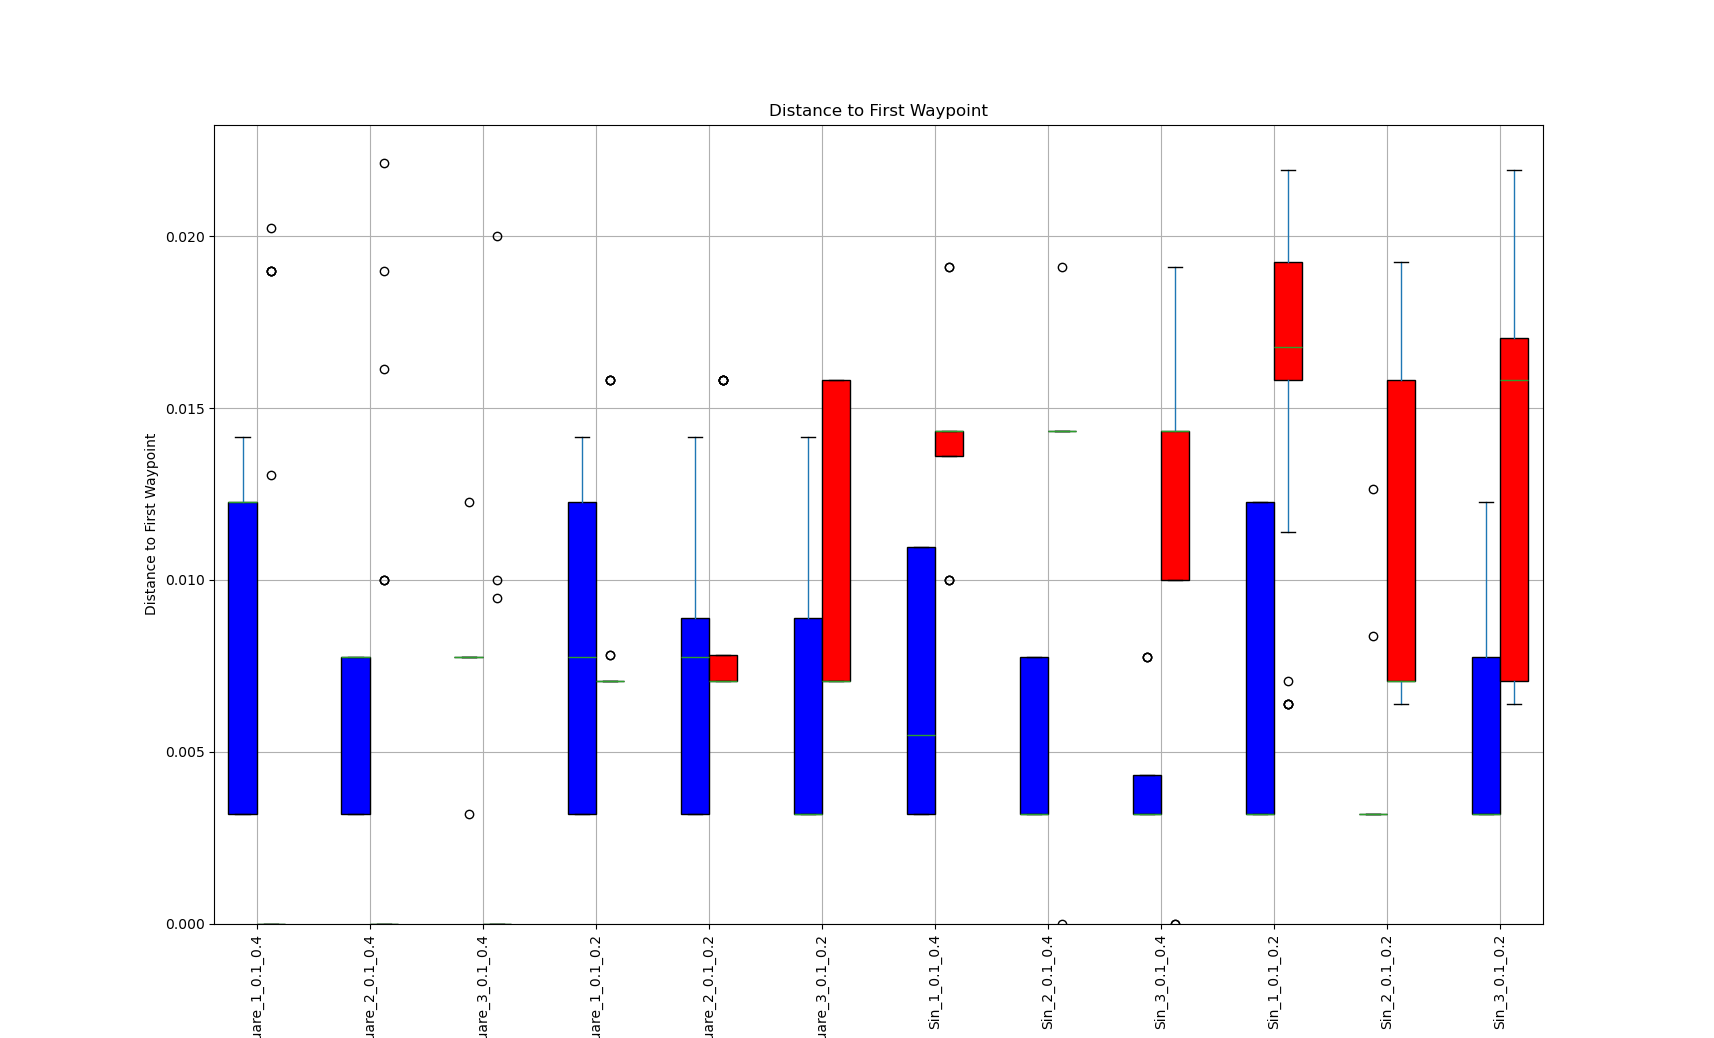 Distance to First Waypoint
Distance to First Waypoint
0.020
0.015
0.010
0.005
0.000
uare_1_0.1_0.4
uare_2_0.1_0.4
uare_3_0.1_0.4
uare_1_0.1_0.2
uare_2_0.1_0.2
uare_3_0.1_0.2
Sin_1_0.1_0.4
Sin_2_0.1_0.4
Sin_3_0.1_0.4
Sin_1_0.1_0.2
Sin_2_0.1_0.2
Sin_3_0.1_0.2